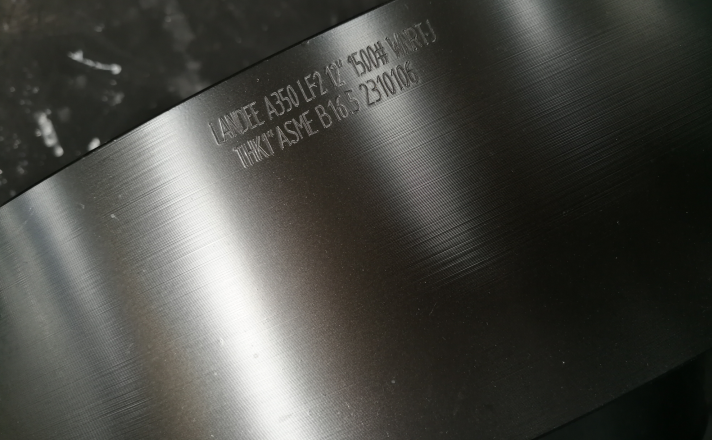 LANDEE A350 LF2 12" 1500# WNRTJ
THK1" ASME B16.5 2310106